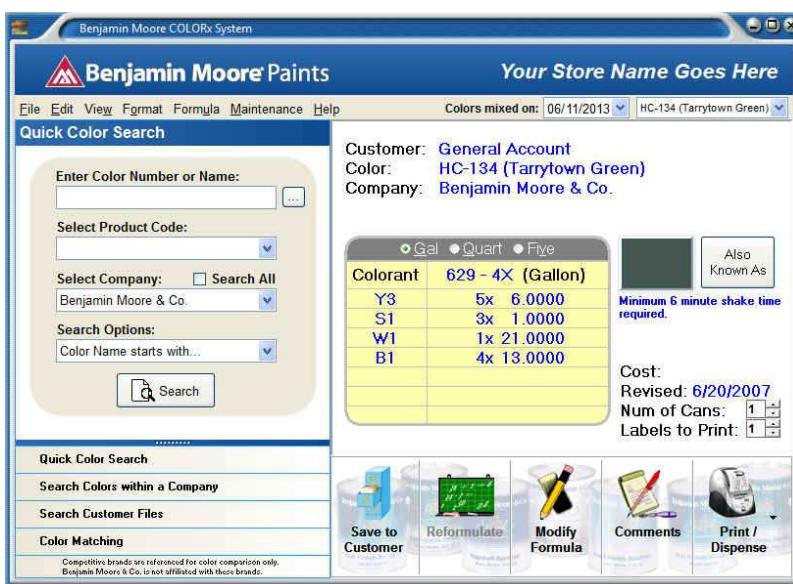 Benjamin Moore COLORx System
Benjamin Moore Paints
Your Store Name Goes Here
File Edit View Format Formula Maintenance Help
Colors mixed on: 06/11/2013 HC-134 (Tarrytown Green)
Quick Color Search
Enter Color Number or Name:
...
Select Product Code:
Select Company: Search All
Benjamin Moore & Co.
Search Options:
Color Name starts with...
Search
Quick Color Search
Search Colors within a Company
Search Customer Files
Color Matching
Competitive brands are referenced for color comparison only.
Benjamin Moore & Co. is not affiliated with these brands.
Customer: General Account
Color: HC-134 (Tarrytown Green)
Company: Benjamin Moore & Co.
Gal Quart Five
Colorant 629 - 4X (Gallon)
Y3 5x 6.0000
S1 3x 1.0000
W1 1x 21.0000
B1 4x 13.0000
Also
Known As
Minimum 6 minute shake time
required.
Cost:
Revised: 6/20/2007
Num of Cans: 1
Labels to Print: 1
Save to
Customer
Reformulate
Modify
Formula
Comments
Print /
Dispense